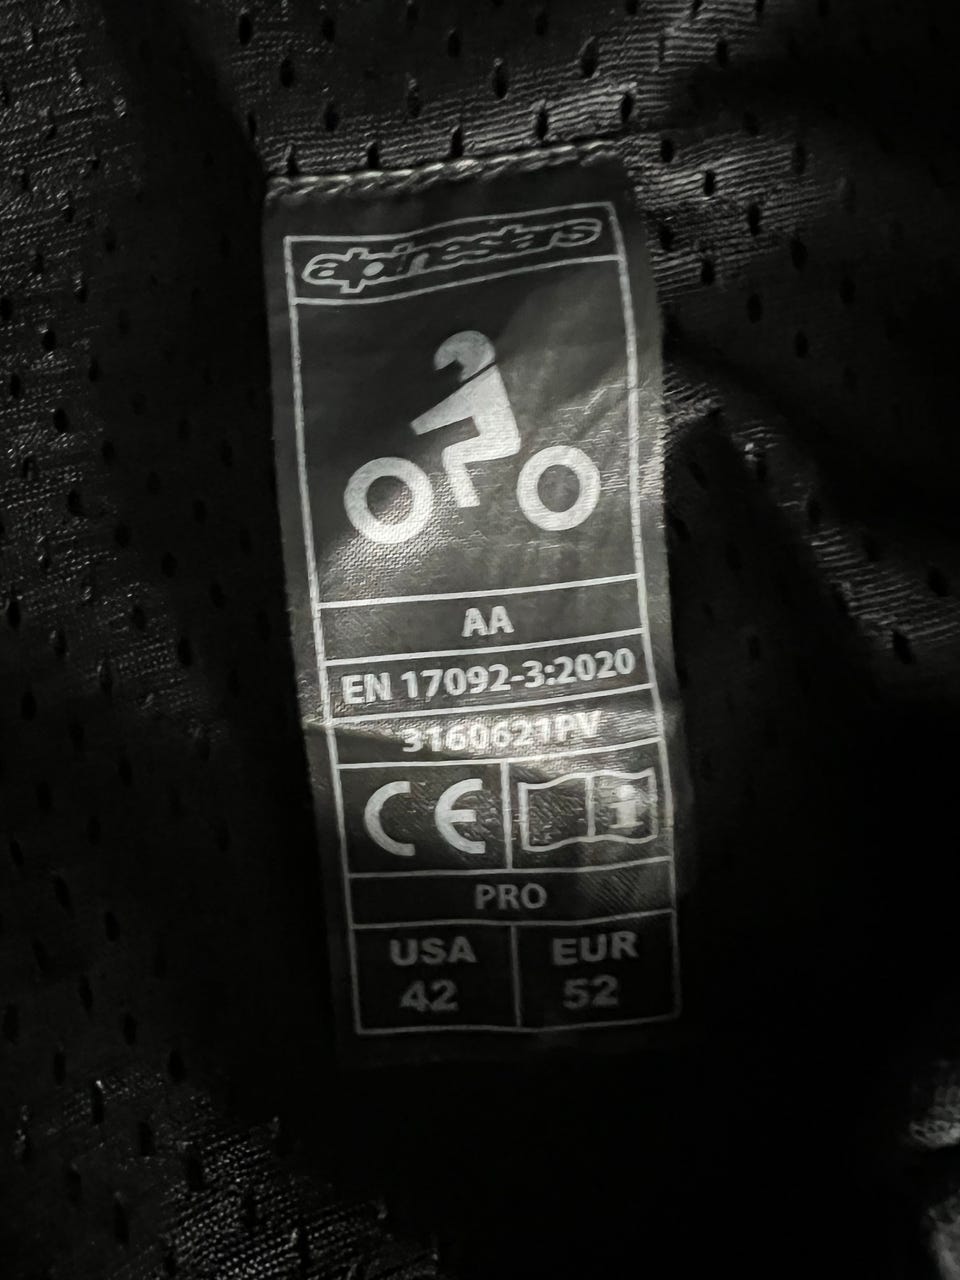 alpinestars
AA
EN 17092-3:2020
3160621PV
CE
i
PRO
USA EUR
42 52